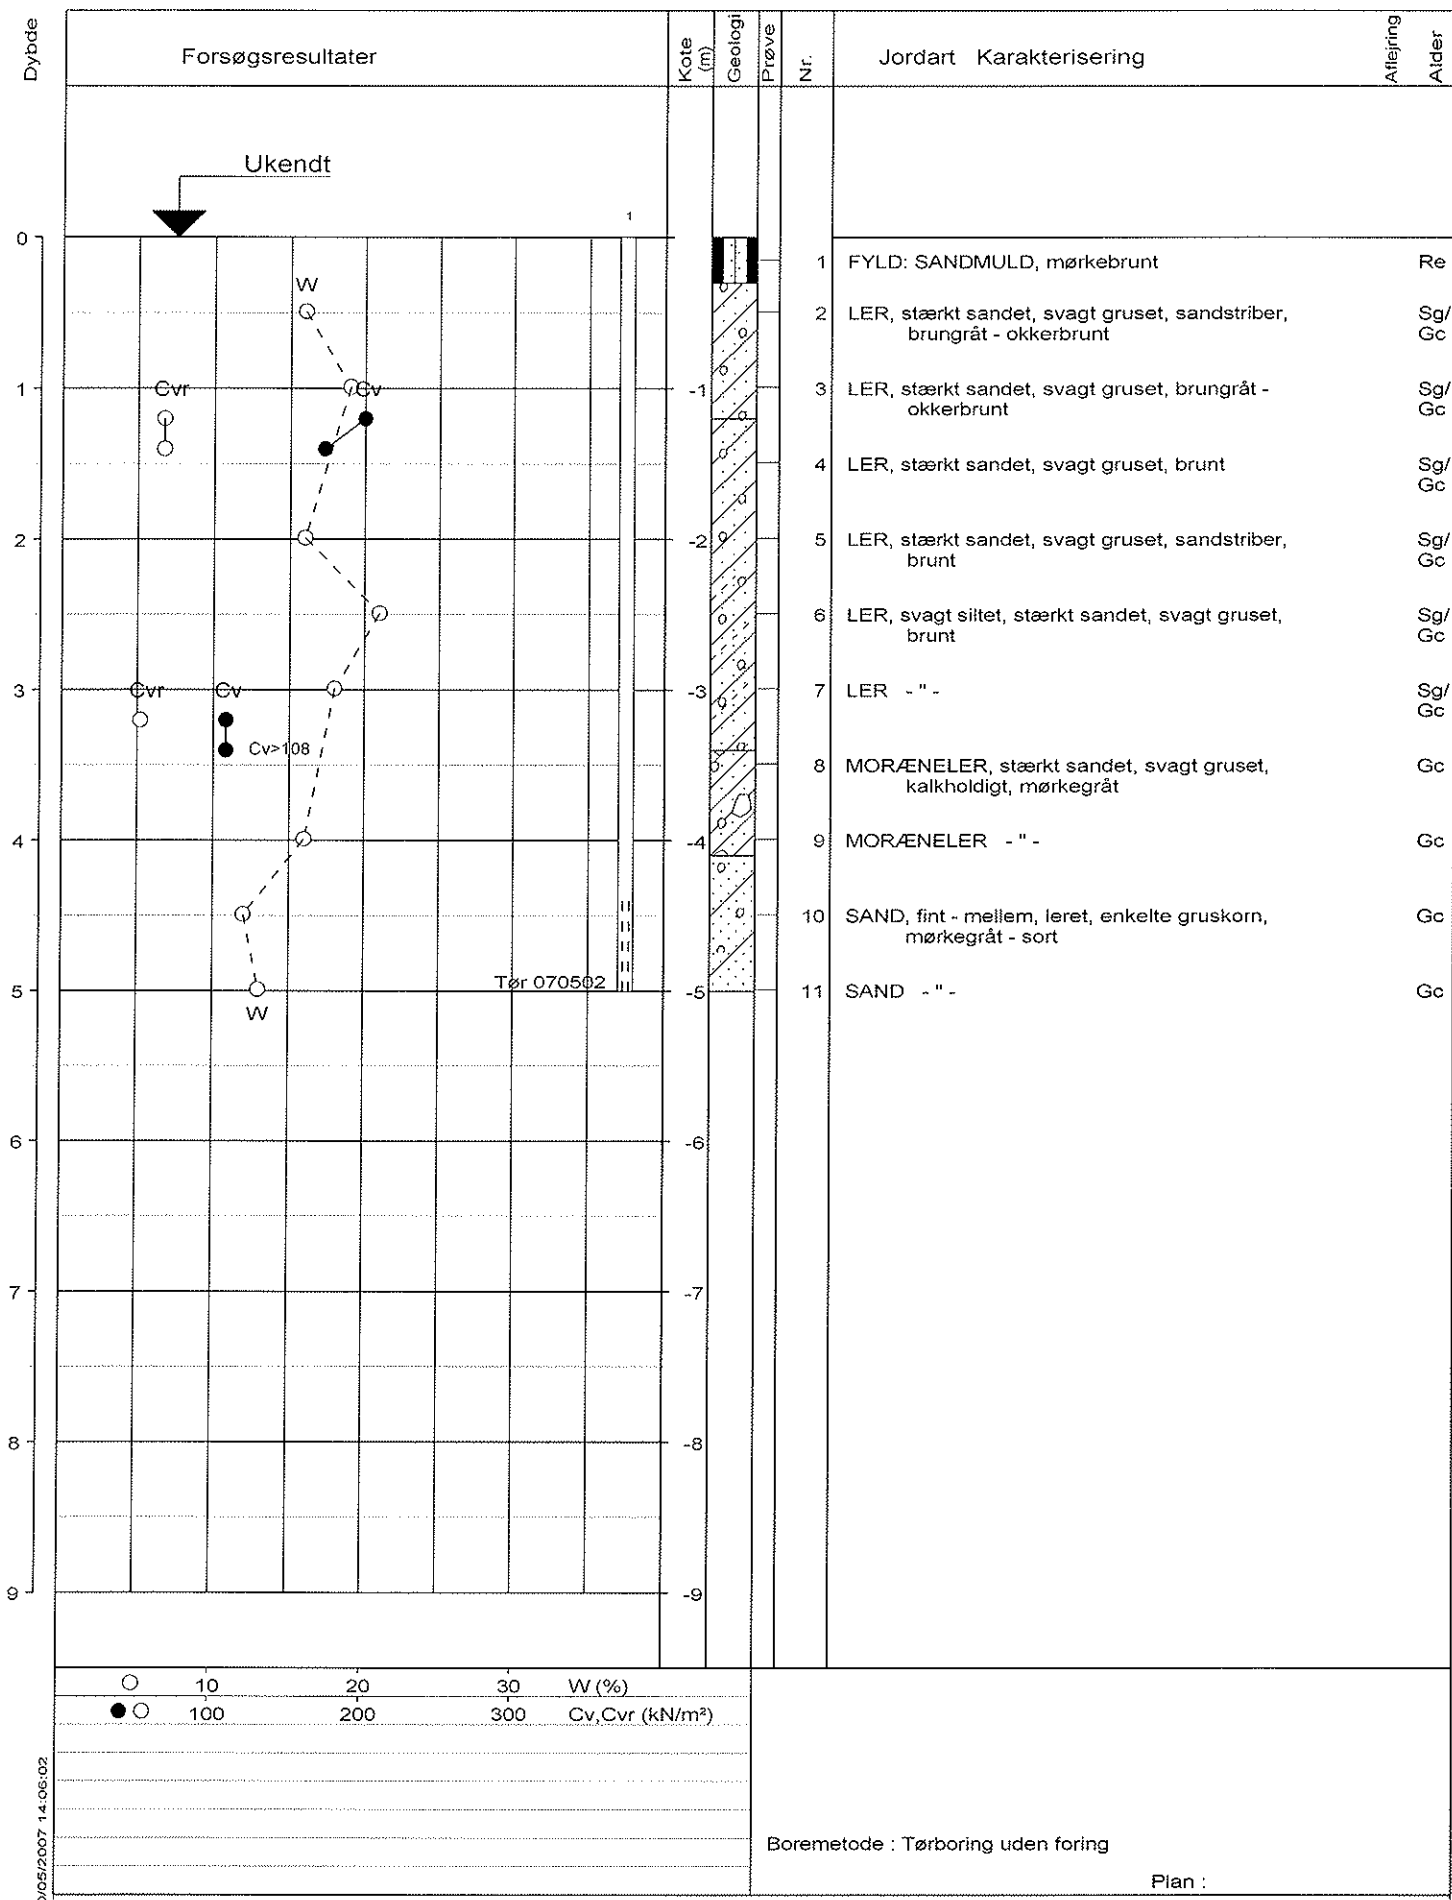 Dybde
Forsøgsresultater
Kote (m)
Geologi
Prøve
Nr.
Jordart Karakterisering
Aflejring
Alder
Ukendt
1
0
1 FYLD: SANDMULD, mørkebrunt Re
W
2 LER, stærkt sandet, svagt gruset, sandstriber, Sg/
brungråt - okkerbrunt Gc
1 Cvr Cv -1 3 LER, stærkt sandet, svagt gruset, brungråt - Sg/
okkerbrunt Gc
4 LER, stærkt sandet, svagt gruset, brunt Sg/
Gc
2 -2 5 LER, stærkt sandet, svagt gruset, sandstriber, Sg/
brunt Gc
6 LER, svagt siltet, stærkt sandet, svagt gruset, Sg/
brunt Gc
3 Cvr Cv -3 7 LER - " - Sg/
Gc
Cv>108
8 MORÆNELER, stærkt sandet, svagt gruset, Gc
kalkholdigt, mørkegråt
4 -4 9 MORÆNELER - " - Gc
10 SAND, fint - mellem, leret, enkelte gruskorn, Gc
mørkegråt - sort
Tør 070502
5 -5 11 SAND - " - Gc
W
6 -6
7 -7
8 -8
9 -9
10 20 30 W (%)
100 200 300 Cv,Cvr (kN/m²)
0/05/2007 14:06:02
Boremetode : Tørboring uden foring
Plan :